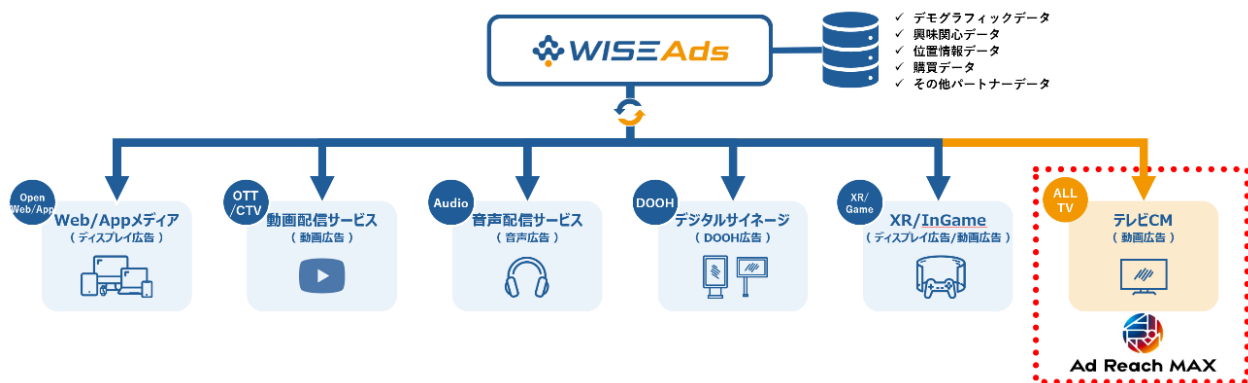 WISE Ads
✓ デモグラフィックデータ
✓ 興味関心データ
✓ 位置情報データ
✓ 購買データ
✓ その他パートナーデータ
Open
Web/App
Web/Appメディア
( ディスプレイ広告 )
OTT
/CTV
動画配信サービス
( 動画広告 )
Audio
音声配信サービス
( 音声広告 )
DOOH
デジタルサイネージ
( DOOH広告 )
XR/
Game
XR/InGame
( ディスプレイ広告/動画広告 )
ALL
TV
テレビCM
( 動画広告 )
Ad Reach MAX